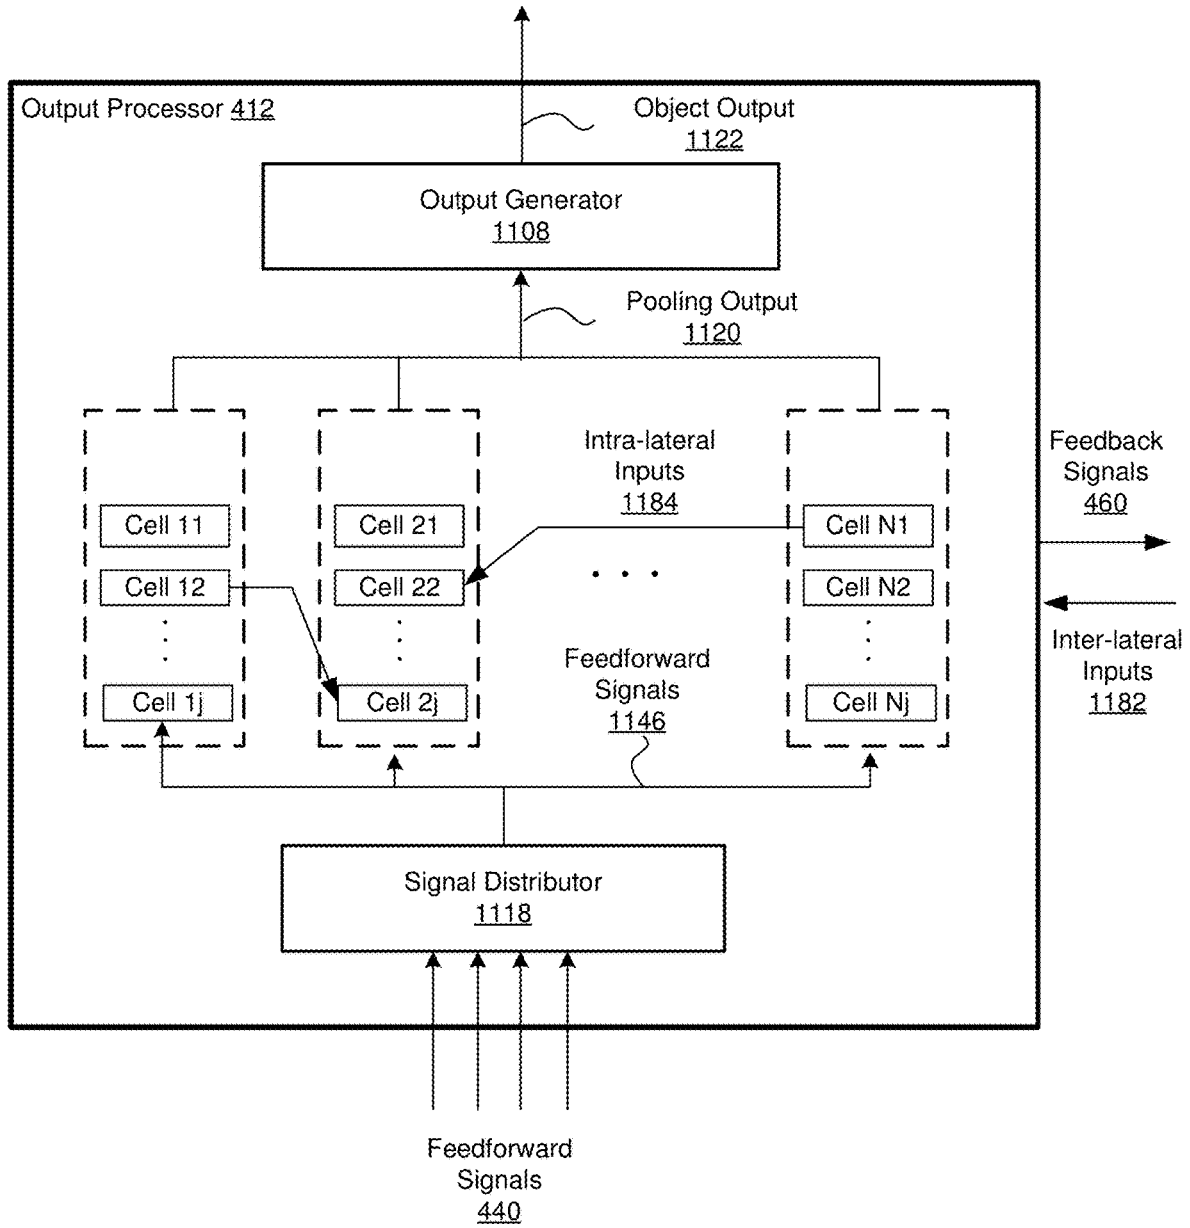 Output Processor 412
Object Output
1122
Output Generator
1108
Pooling Output
1120
Intra-lateral
Inputs
1184
Feedback
Signals
460
Cell 11
Cell 21
Cell N1
Cell 12
Cell 22
. . .
Cell N2
Inter-lateral
Inputs
1182
Feedforward
Signals
1146
Cell 1j
Cell 2j
Cell Nj
Signal Distributor
1118
Feedforward
Signals
440